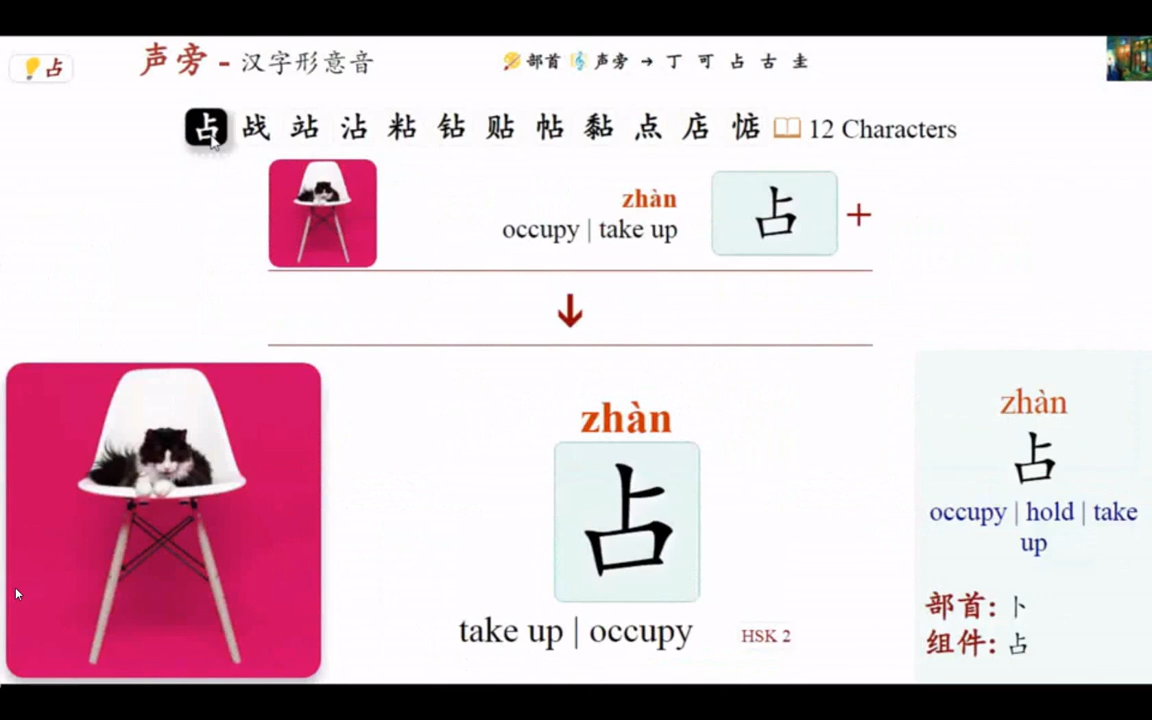 占
声旁 - 汉字形意音
部首 声旁 → 丁 可 占 古 圭
占 战 站 沾 粘 钻 贴 帖 黏 点 店 惦 12 Characters
zhàn
occupy | take up
占 +
↓
zhàn
占
take up | occupy
HSK 2
zhàn
占
occupy | hold | take
up
部首: 卜
组件: 占